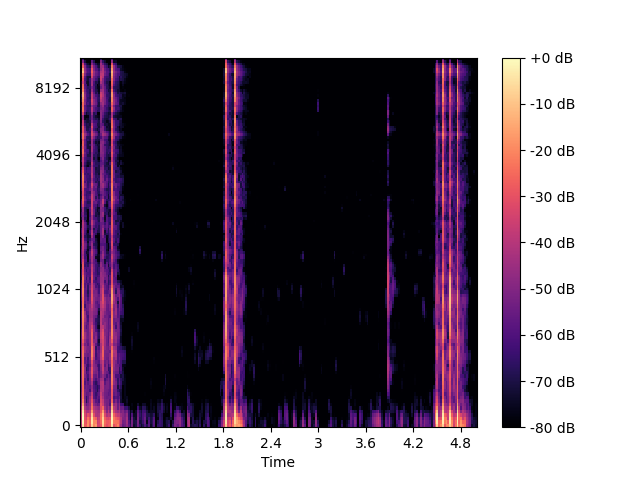 Hz
8192
4096
2048
1024
512
0
0 0.6 1.2 1.8 2.4 3 3.6 4.2 4.8
Time
+0 dB
-10 dB
-20 dB
-30 dB
-40 dB
-50 dB
-60 dB
-70 dB
-80 dB